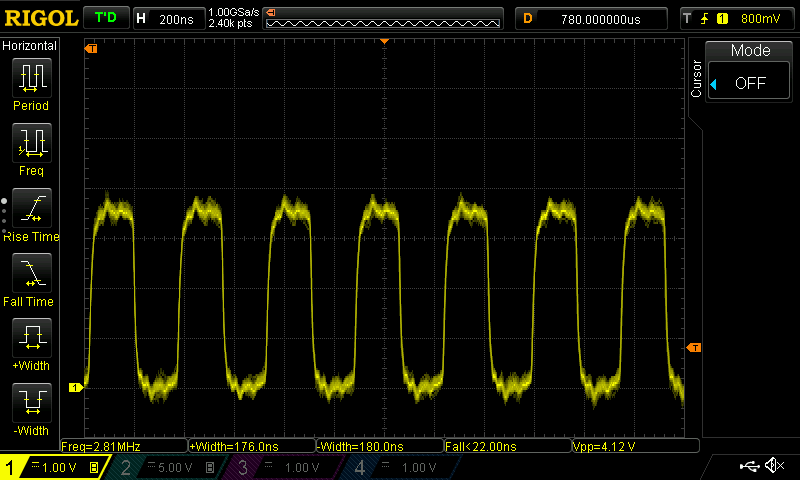 RIGOL T'D H 200ns 1.00GSa/s 2.40k pts D 780.000000us T 1 800mV
Horizontal
Period
Freq
Rise Time
Fall Time
+Width
-Width
T
T
1
Cursor
Mode
OFF
Freq=2.81MHz +Width=176.0ns -Width=180.0ns Fall<22.00ns Vpp=4.12 V
1 1.00 V B 2 5.00 V B 3 1.00 V 4 1.00 V